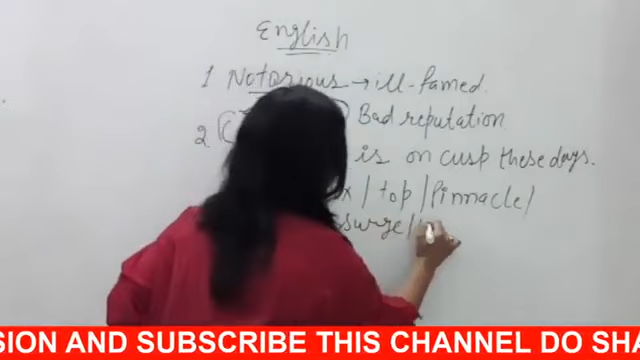 English
1 Notorious → ill-famed.
Bad reputation
2 is on cusp these days.
/ top / Pinnacle /
SION AND SUBSCRIBE THIS CHANNEL DO SHA